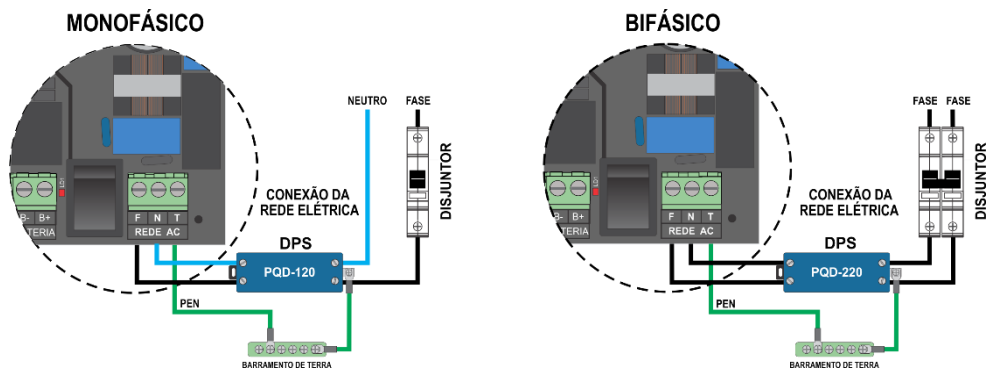 MONOFÁSICO
NEUTRO
FASE
DISJUNTOR
CONEXÃO DA
REDE ELÉTRICA
B- B+
TERIA
F N T
REDE AC
DPS
PQD-120
PEN
BARRAMENTO DE TERRA
BIFÁSICO
FASE FASE
DISJUNTOR
CONEXÃO DA
REDE ELÉTRICA
B- B+
TERIA
F N T
REDE AC
DPS
PQD-220
PEN
BARRAMENTO DE TERRA